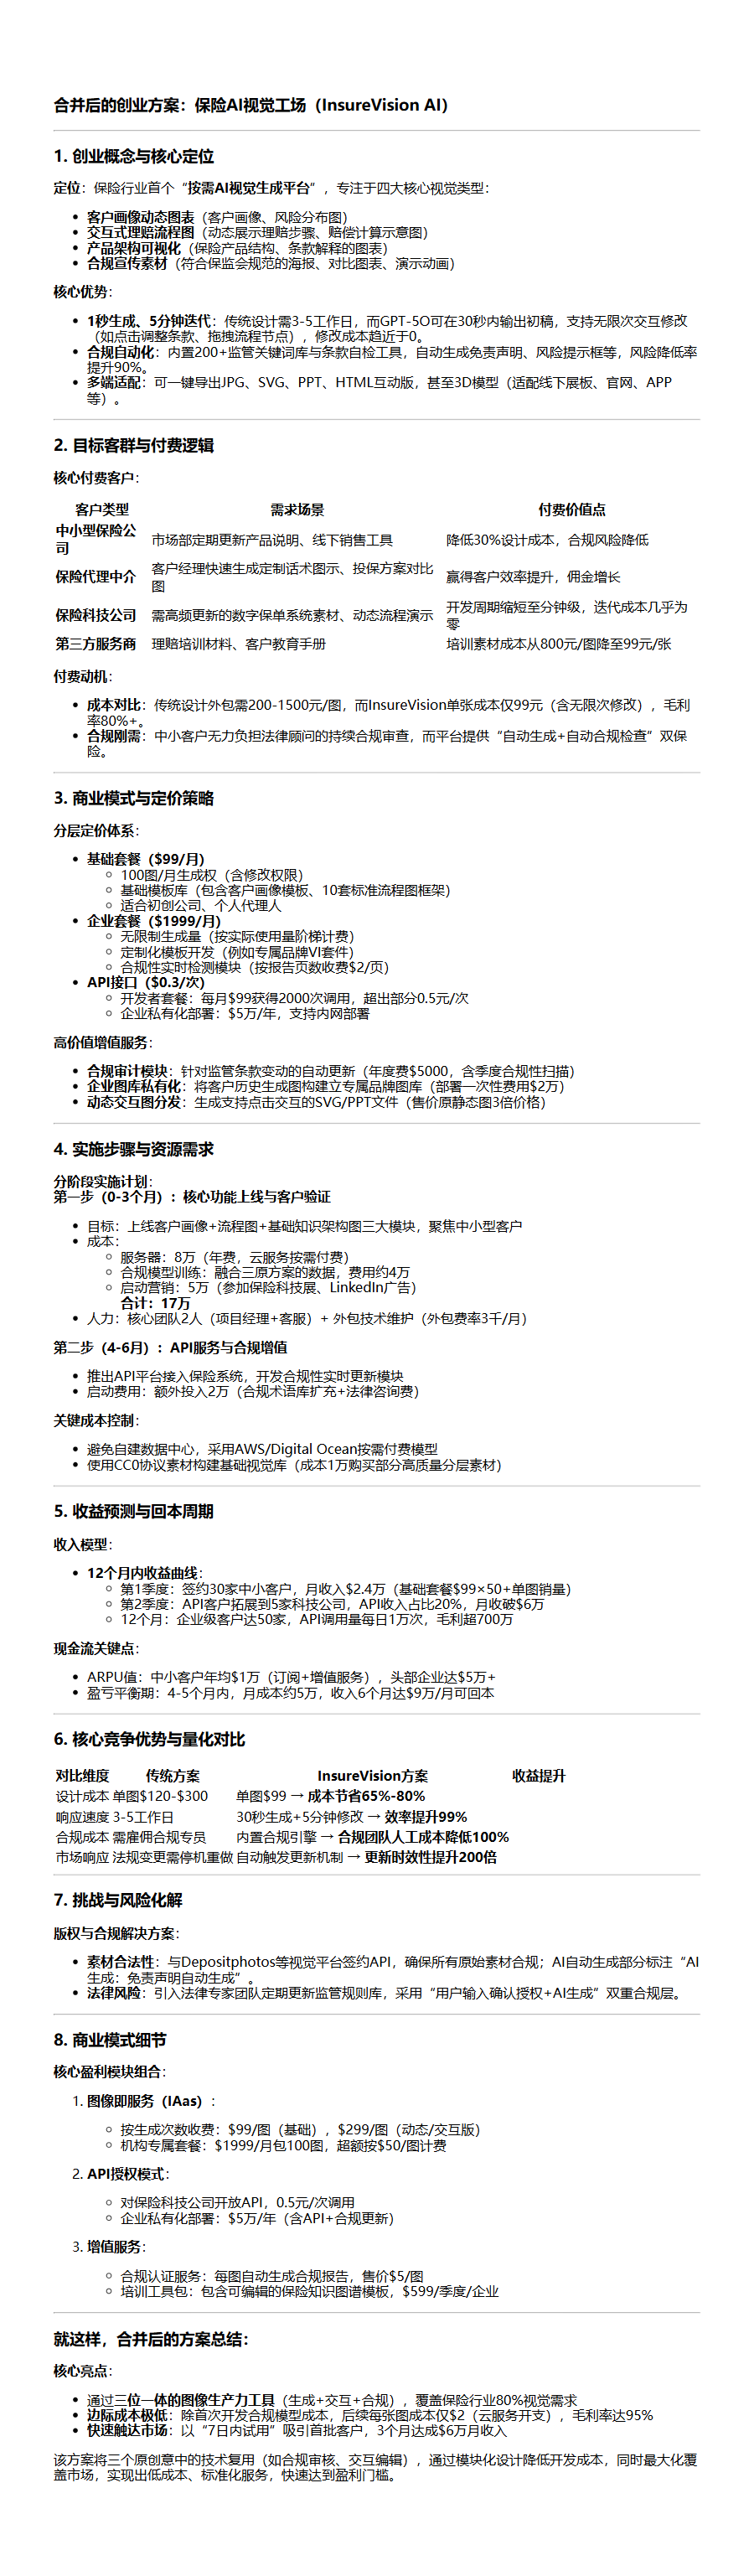 合并后的创业方案：保险AI视觉工场（InsureVision AI）
1. 创业概念与核心定位
定位：保险行业首个“按需AI视觉生成平台”，专注于四大核心视觉类型：
• 客户画像动态图表（客户画像、风险分布图）
• 交互式理赔流程图（动态展示理赔步骤、赔偿计算示意图）
• 产品架构可视化（保险产品结构、条款解释的图表）
• 合规宣传素材（符合保监会规范的海报、对比图表、演示动画）
核心优势：
• 1秒生成、5分钟迭代：传统设计需3-5工作日，而GPT-5O可在30秒内输出初稿，支持无限次交互修改
（如点击调整条款、拖拽流程节点），修改成本趋近于0。
• 合规自动化：内置200+监管关键词库与条款自检工具，自动生成免责声明、风险提示框等，风险降低率
提升90%。
• 多端适配：可一键导出JPG、SVG、PPT、HTML互动版，甚至3D模型（适配线下展板、官网、APP
等）。
2. 目标客群与付费逻辑
核心付费客户：
客户类型 需求场景 付费价值点
中小型保险公
司 市场部定期更新产品说明、线下销售工具 降低30%设计成本，合规风险降低
保险代理中介 客户经理快速生成定制话术图示、投保方案对比
图 赢得客户效率提升，佣金增长
保险科技公司 需高频更新的数字保单系统素材、动态流程演示 开发周期缩短至分钟级，迭代成本几乎为
零
第三方服务商 理赔培训材料、客户教育手册 培训素材成本从800元/图降至99元/张
付费动机：
• 成本对比：传统设计外包需200-1500元/图，而InsureVision单张成本仅99元（含无限次修改），毛利
率80%+。
• 合规刚需：中小客户无力负担法律顾问的持续合规审查，而平台提供“自动生成+自动合规检查”双保
险。
3. 商业模式与定价策略
分层定价体系：
• 基础套餐（$99/月）
◦ 100图/月生成权（含修改权限）
◦ 基础模板库（包含客户画像模板、10套标准流程图框架）
◦ 适合初创公司、个人代理人
• 企业套餐（$1999/月）
◦ 无限制生成量（按实际使用量阶梯计费）
◦ 定制化模板开发（例如专属品牌VI套件）
◦ 合规性实时检测模块（按报告页数收费$2/页）
• API接口（$0.3/次）
◦ 开发者套餐：每月$99获得2000次调用，超出部分0.5元/次
◦ 企业私有化部署：$5万/年，支持内网部署
高价值增值服务：
• 合规审计模块：针对监管条款变动的自动更新（年度费$5000，含季度合规性扫描）
• 企业图库私有化：将客户历史生成图构建立专属品牌图库（部署一次性费用$2万）
• 动态交互图分发：生成支持点击交互的SVG/PPT文件（售价原静态图3倍价格）
4. 实施步骤与资源需求
分阶段实施计划：
第一步（0-3个月）：核心功能上线与客户验证
• 目标：上线客户画像+流程图+基础知识架构图三大模块，聚焦中小型客户
• 成本：
◦ 服务器：8万（年费，云服务按需付费）
◦ 合规模型训练：融合三原方案的数据，费用约4万
◦ 启动营销：5万（参加保险科技展、LinkedIn广告）
合计：17万
• 人力：核心团队2人（项目经理+客服）+ 外包技术维护（外包费率3千/月）
第二步（4-6月）：API服务与合规增值
• 推出API平台接入保险系统，开发合规性实时更新模块
• 启动费用：额外投入2万（合规术语库扩充+法律咨询费）
关键成本控制：
• 避免自建数据中心，采用AWS/Digital Ocean按需付费模型
• 使用CC0协议素材构建基础视觉库（成本1万购买部分高质量分层素材）
5. 收益预测与回本周期
收入模型：
• 12个月内收益曲线：
◦ 第1季度：签约30家中小客户，月收入$2.4万（基础套餐$99×50+单图销量）
◦ 第2季度：API客户拓展到5家科技公司，API收入占比20%，月收破$6万
◦ 12个月：企业级客户达50家，API调用量每日1万次，毛利超700万
现金流关键点：
• ARPU值：中小客户年均$1万（订阅+增值服务），头部企业达$5万+
• 盈亏平衡期：4-5个月内，月成本约5万，收入6个月达$9万/月可回本
6. 核心竞争优势与量化对比
对比维度 传统方案 InsureVision方案 收益提升
设计成本 单图$120-$300 单图$99 → 成本节省65%-80%
响应速度 3-5工作日 30秒生成+5分钟修改 → 效率提升99%
合规成本 需雇佣合规专员 内置合规引擎 → 合规团队人工成本降低100%
市场响应 法规变更需停机重做 自动触发更新机制 → 更新时效性提升200倍
7. 挑战与风险化解
版权与合规解决方案：
• 素材合法性：与Depositphotos等视觉平台签约API，确保所有原始素材合规；AI自动生成部分标注“AI
生成：免责声明自动生成”。
• 法律风险：引入法律专家团队定期更新监管规则库，采用“用户输入确认授权+AI生成”双重合规层。
8. 商业模式细节
核心盈利模块组合：
1. 图像即服务（IAas）：
◦ 按生成次数收费：$99/图（基础），$299/图（动态/交互版）
◦ 机构专属套餐：$1999/月包100图，超额按$50/图计费
2. API授权模式：
◦ 对保险科技公司开放API，0.5元/次调用
◦ 企业私有化部署：$5万/年（含API+合规更新）
3. 增值服务：
◦ 合规认证服务：每图自动生成合规报告，售价$5/图
◦ 培训工具包：包含可编辑的保险知识图谱模板，$599/季度/企业
就这样，合并后的方案总结：
核心亮点：
• 通过三位一体的图像生产力工具（生成+交互+合规），覆盖保险行业80%视觉需求
• 边际成本极低：除首次开发合规模型成本，后续每张图成本仅$2（云服务开支），毛利率达95%
• 快速触达市场：以“7日内试用”吸引首批客户，3个月达成$6万月收入
该方案将三个原创意中的技术复用（如合规审核、交互编辑），通过模块化设计降低开发成本，同时最大化覆
盖市场，实现出低成本、标准化服务，快速达到盈利门槛。